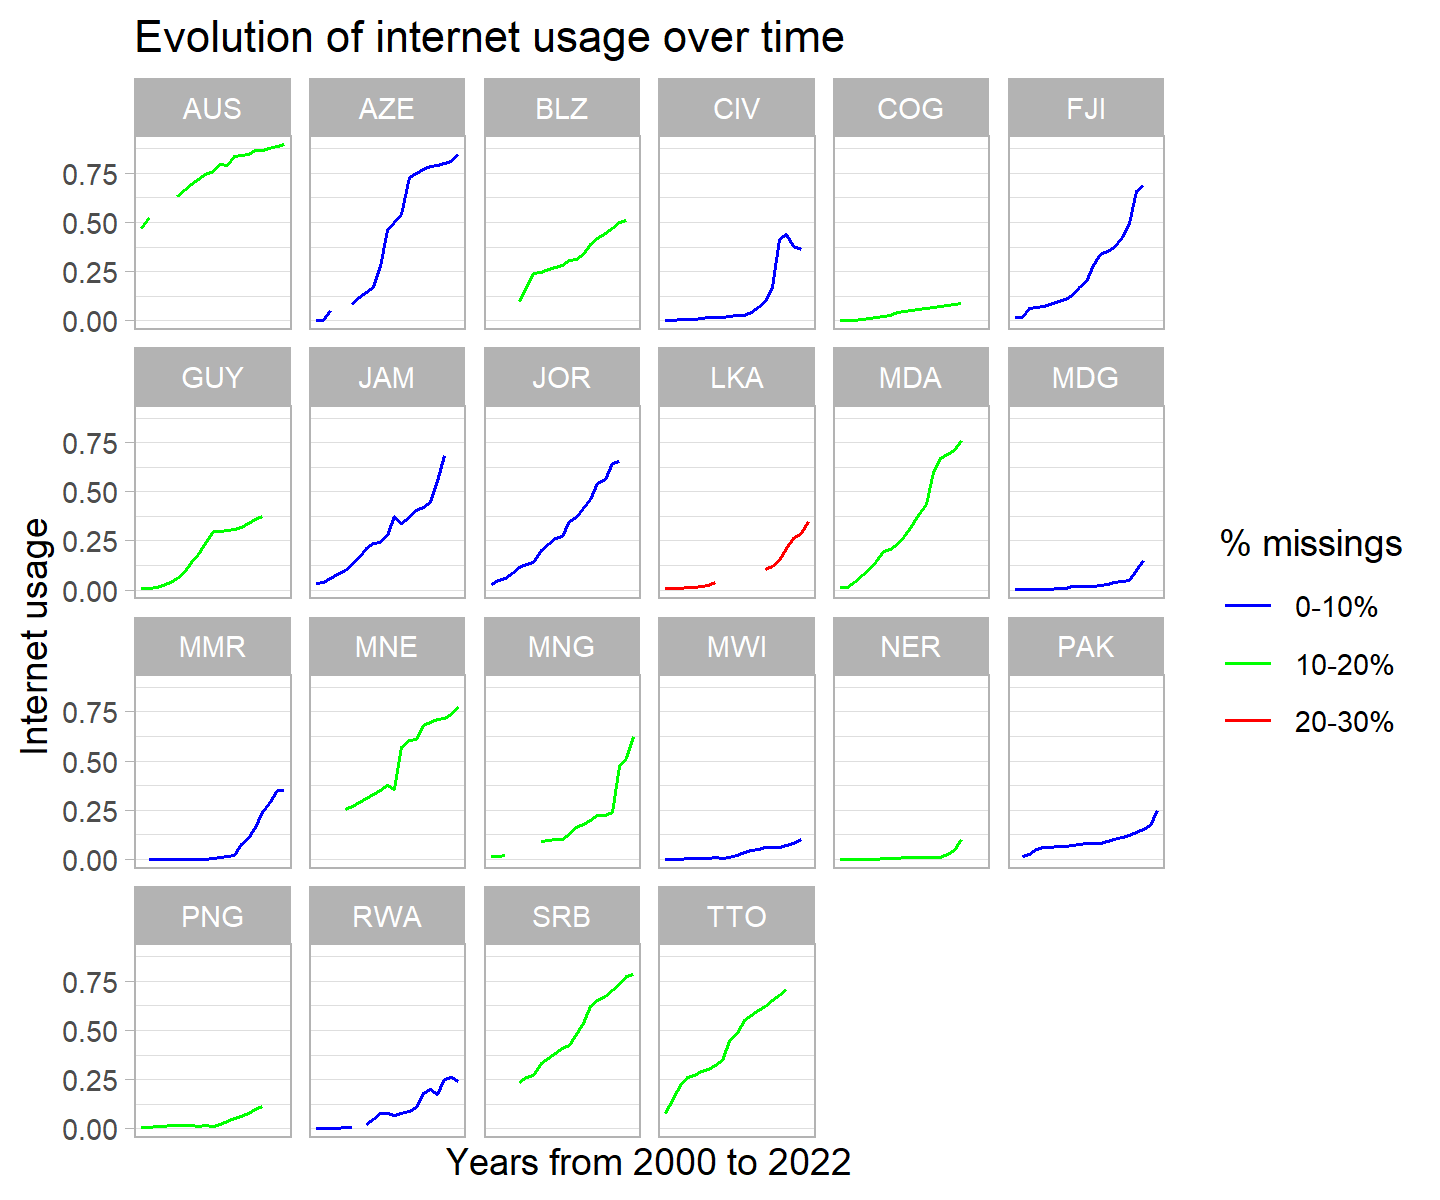 Evolution of internet usage over time
AUS AZE BLZ CIV COG FJI
0.75
0.50
0.25
0.00
GUY JAM JOR LKA MDA MDG
0.75
0.50
0.25
0.00
MMR MNE MNG MWI NER PAK
0.75
0.50
0.25
0.00
PNG RWA SRB TTO
0.75
0.50
0.25
0.00
Internet usage
Years from 2000 to 2022
% missings
0-10%
10-20%
20-30%